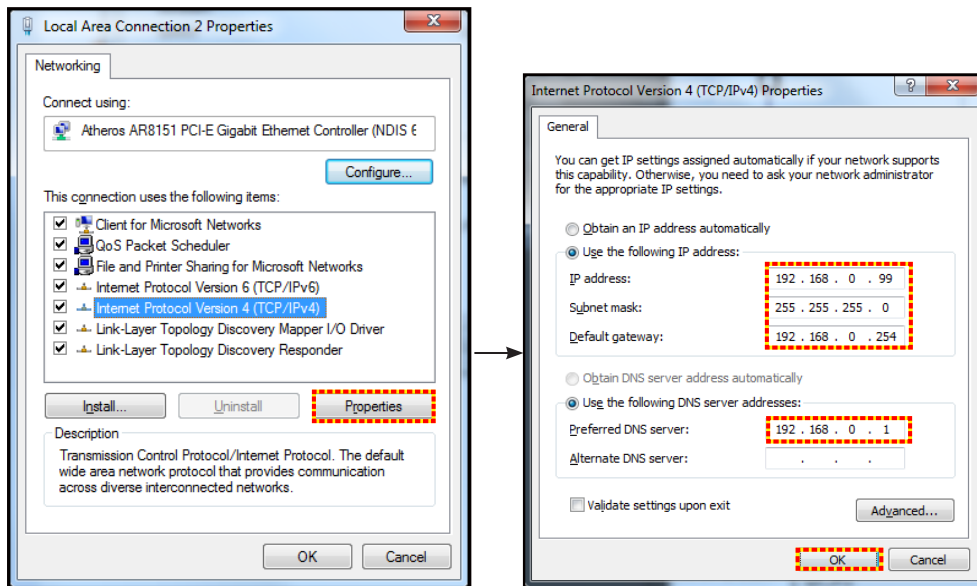 Local Area Connection 2 Properties
Networking
Connect using:
Atheros AR8151 PCI-E Gigabit Ethernet Controller (NDIS 6
Configure...
This connection uses the following items:
Client for Microsoft Networks
QoS Packet Scheduler
File and Printer Sharing for Microsoft Networks
Internet Protocol Version 6 (TCP/IPv6)
Internet Protocol Version 4 (TCP/IPv4)
Link-Layer Topology Discovery Mapper I/O Driver
Link-Layer Topology Discovery Responder
Install...
Uninstall
Properties
Description
Transmission Control Protocol/Internet Protocol. The default
wide area network protocol that provides communication
across diverse interconnected networks.
OK
Cancel
Internet Protocol Version 4 (TCP/IPv4) Properties
?
General
You can get IP settings assigned automatically if your network supports
this capability. Otherwise, you need to ask your network administrator
for the appropriate IP settings.
Obtain an IP address automatically
Use the following IP address:
IP address: 192 . 168 . 0 . 99
Subnet mask: 255 . 255 . 255 . 0
Default gateway: 192 . 168 . 0 . 254
Obtain DNS server address automatically
Use the following DNS server addresses:
Preferred DNS server: 192 . 168 . 0 . 1
Alternate DNS server: . . .
Validate settings upon exit
Advanced...
OK
Cancel